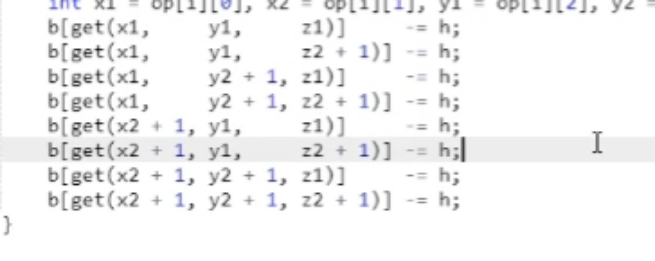 int x1 = op[i][0], x2 = op[i][1], y1 = op[i][2], y2 =
b[get(x1,      y1,     z1)]     -= h;
b[get(x1,      y1,     z2 + 1)] -= h;
b[get(x1,      y2 + 1, z1)]     -= h;
b[get(x1,      y2 + 1, z2 + 1)] -= h;
b[get(x2 + 1, y1,     z1)]     -= h;
b[get(x2 + 1, y1,     z2 + 1)] -= h;
b[get(x2 + 1, y2 + 1, z1)]     -= h;
b[get(x2 + 1, y2 + 1, z2 + 1)] -= h;
}